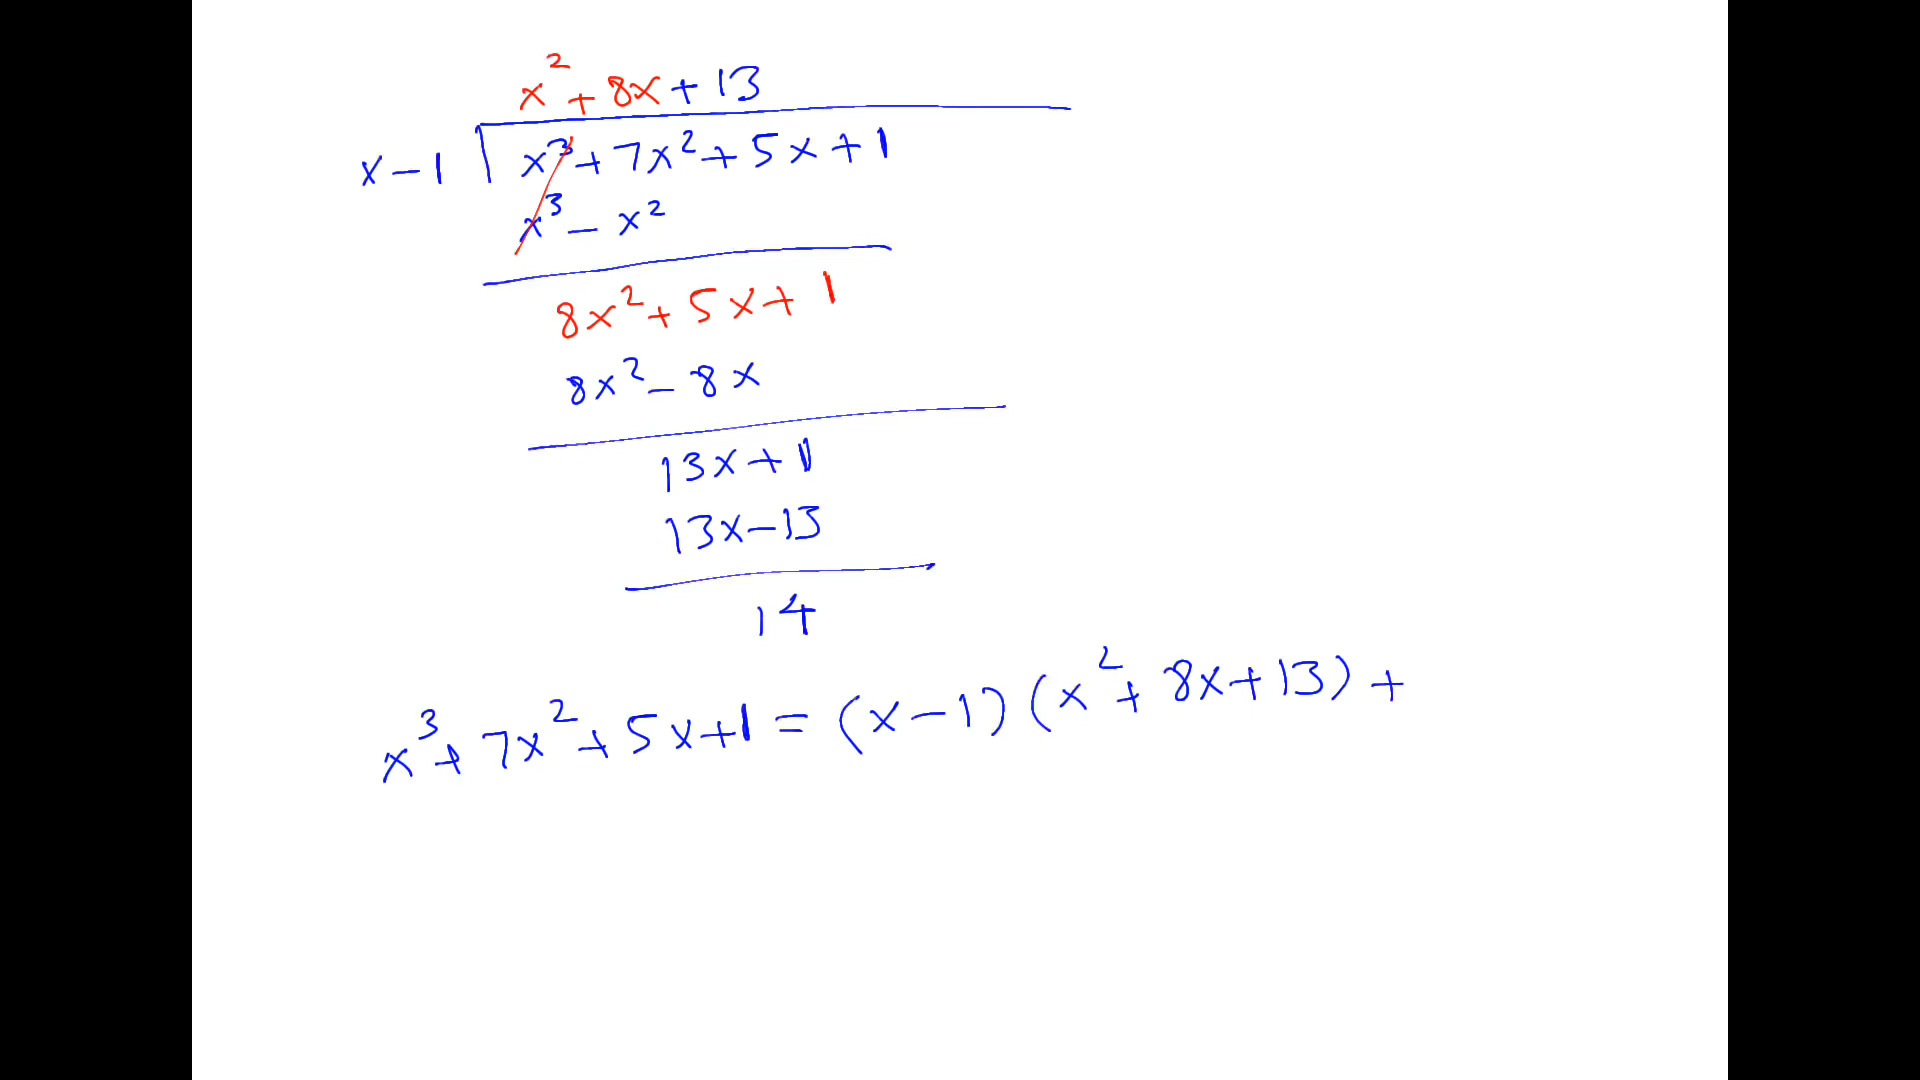 x² + 8x + 13
x - 1 | x³ + 7x² + 5x + 1
x³ - x²
8x² + 5x + 1
8x² - 8x
13x + 1
13x - 13
14
x³ + 7x² + 5x + 1 = (x - 1) (x² + 8x + 13) +